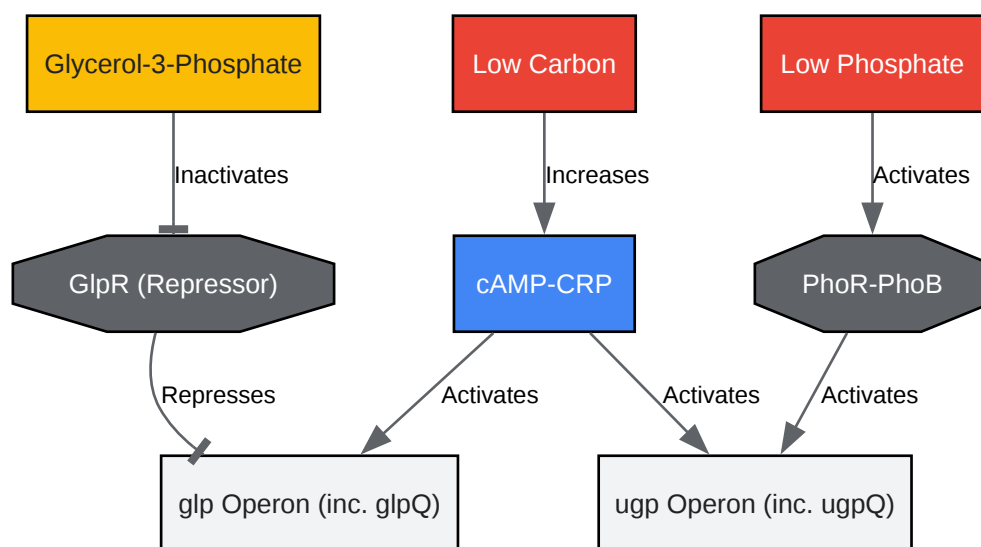 Glycerol-3-Phosphate
Low Carbon
Low Phosphate
Inactivates
Increases
Activates
GlpR (Repressor)
cAMP-CRP
PhoR-PhoB
Represses
Activates
Activates
Activates
glp Operon (inc. glpQ)
ugp Operon (inc. ugpQ)